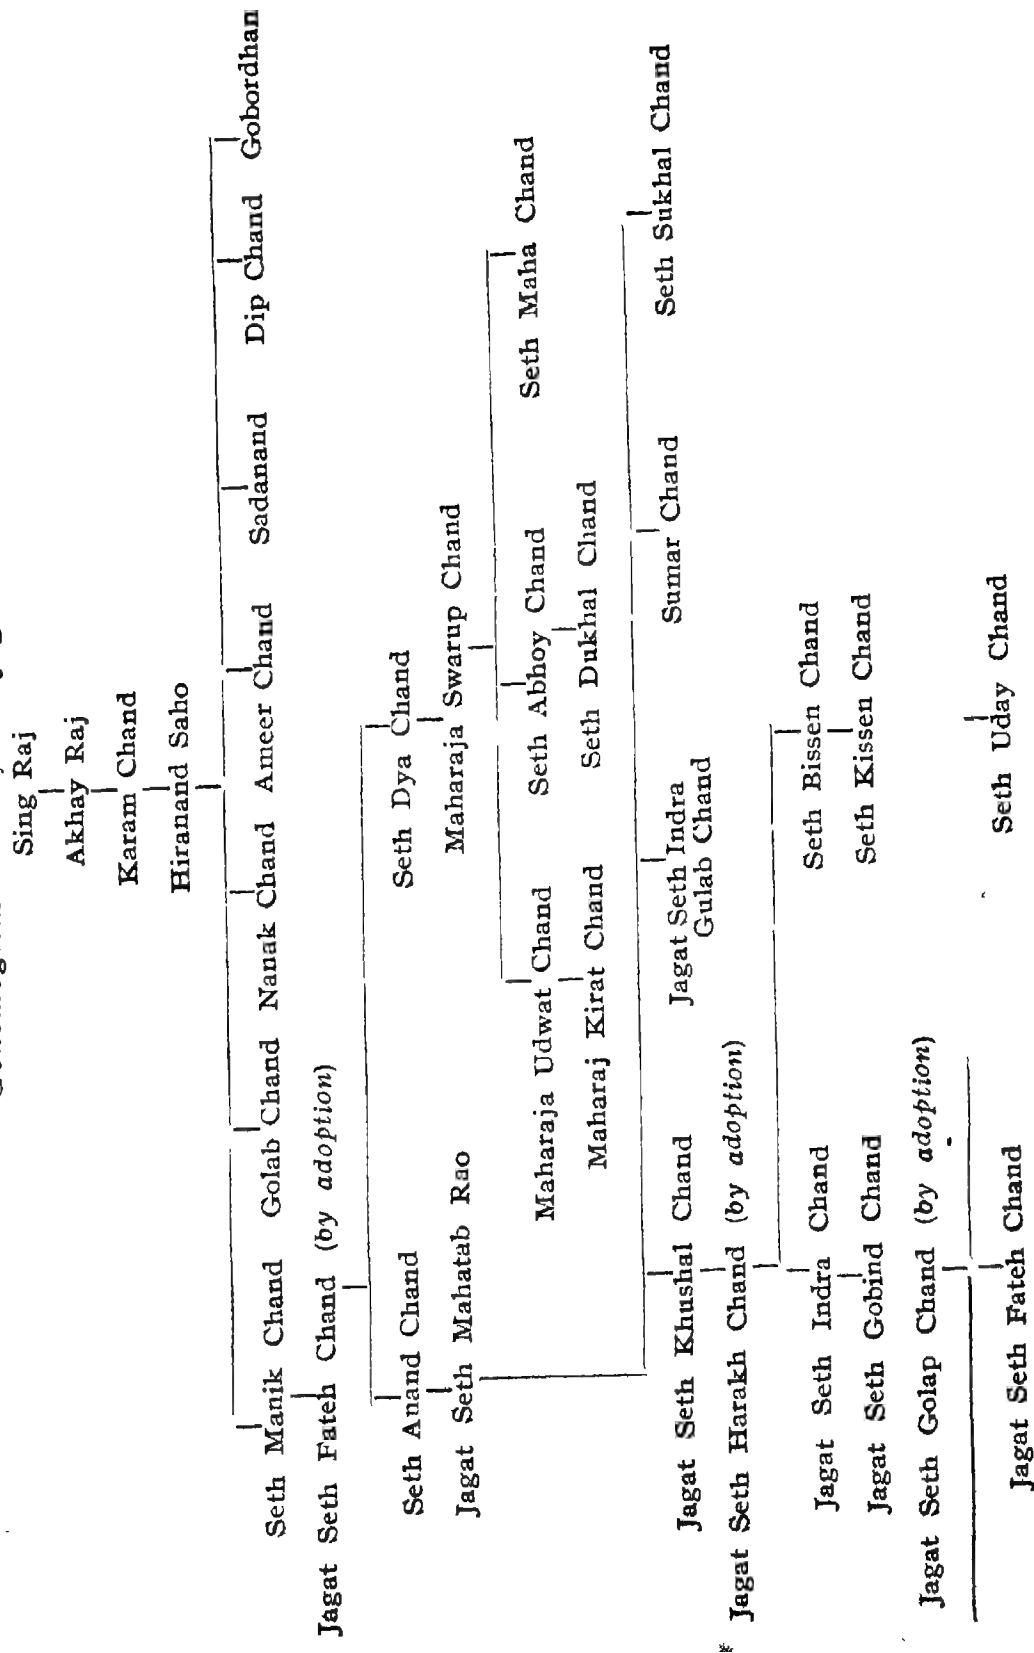 Sing Raj
Akhay Raj
Karam Chand
Hiranand Saho
Seth Manik Chand Golab Chand Nanak Chand Ameer Chand Sadanand Dip Chand Gobordhan
Jagat Seth Fateh Chand (by adoption)
Seth Anand Chand Seth Dya Chand
Jagat Seth Mahatab Rao Maharaja Swarup Chand
Maharaja Udwat Chand Seth Abhoy Chand Seth Maha Chand
Maharaj Kirat Chand Seth Dukhal Chand
Jagat Seth Khushal Chand Jagat Seth Indra Sumar Chand Seth Sukhal Chand
Gulab Chand
* Jagat Seth Harakh Chand (by adoption)
Jagat Seth Indra Chand Seth Bissen Chand
Jagat Seth Gobind Chand Seth Kissen Chand
Jagat Seth Golap Chand (by adoption)
Jagat Seth Fateh Chand Seth Uday Chand